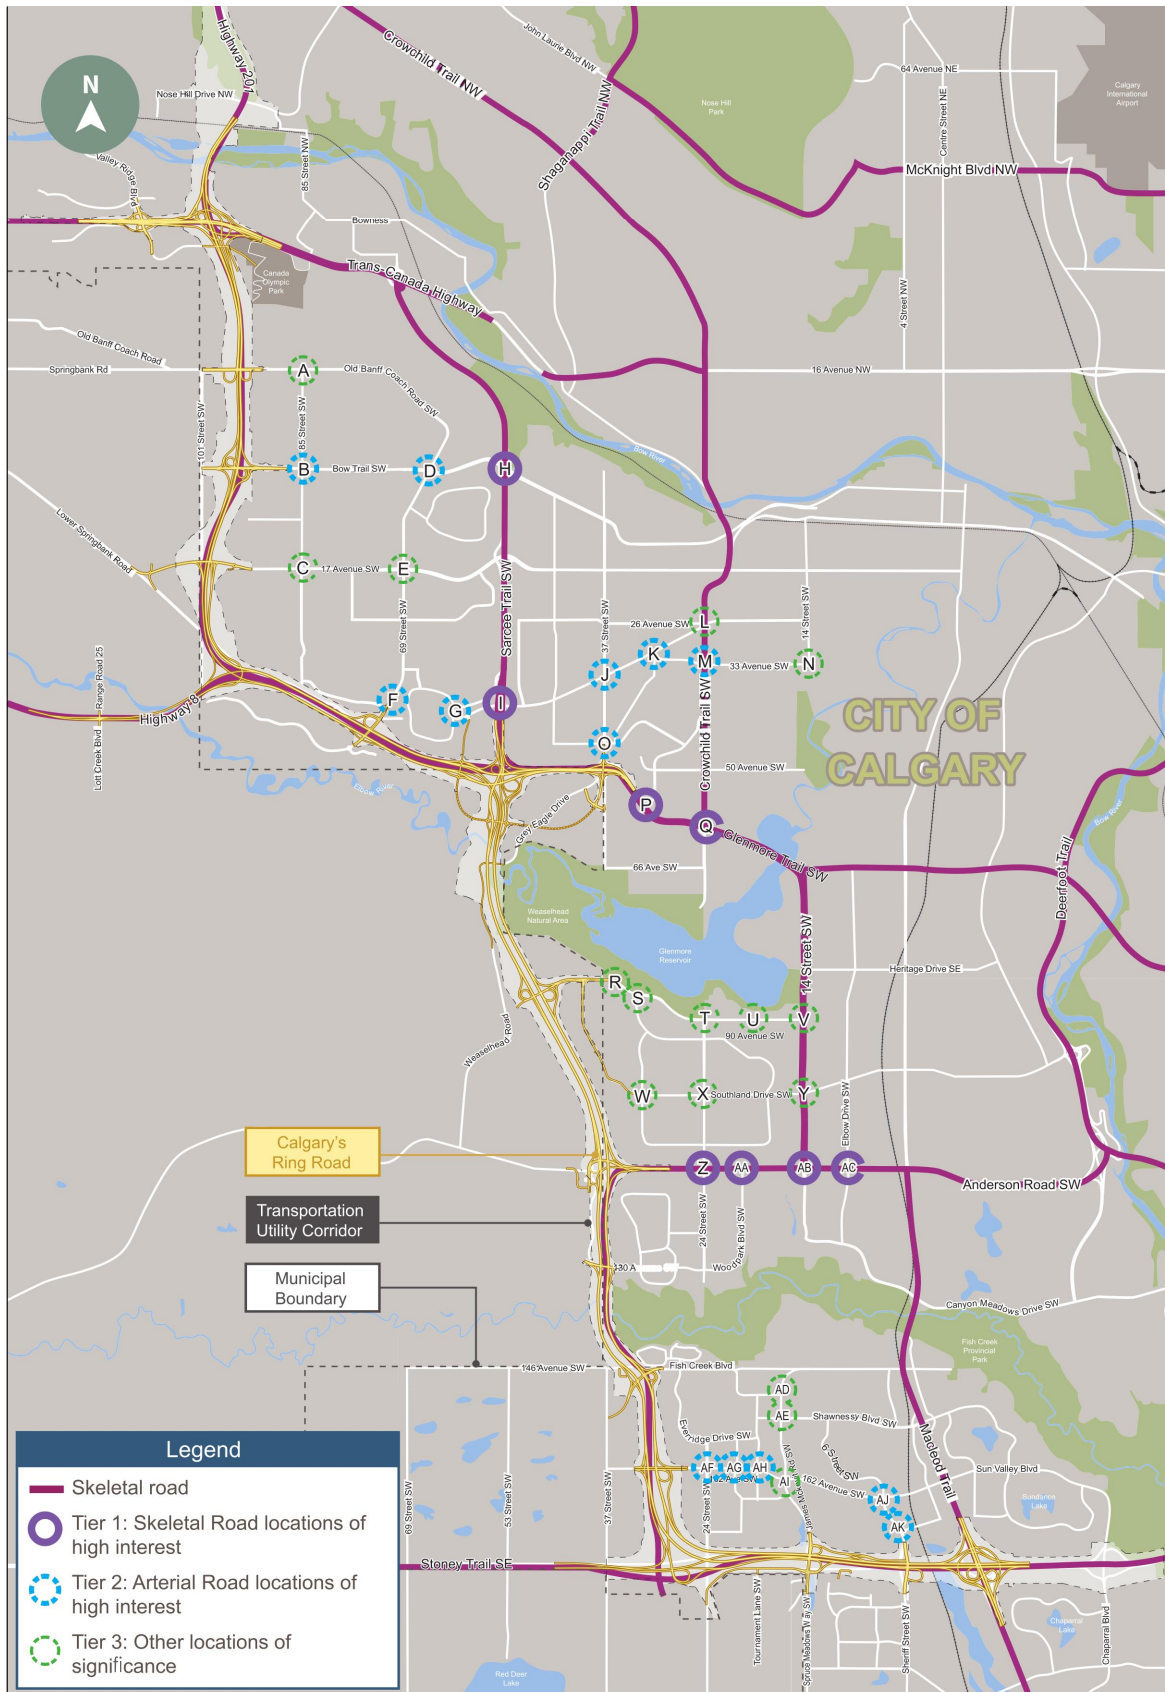 Highway 201
Crowchild Trail NW
John Laurie Blvd NW
Shaganappi Trail NW
64 Avenue NE
Centre Street NE
Calgary
International
Airport
Nose Hill
Park
N
Nose Hill Drive NW
85 Street NW
Valley Ridge Blvd
McKnight Blvd NW
Bowness
Canada
Olympic
Park
Trans-Canada Highway
4 Street NW
Old Banff Coach Road
Springbank Rd
A
Old Banff Coach Road SW
16 Avenue NW
101 Street SW
85 Street SW
B
Bow Trail SW
D
H
Bow River
Lower Springbank Road
C
17 Avenue SW
E
Sarcee Trail SW
69 Street SW
37 Street SW
14 Street SW
26 Avenue SW
L
K
J
M
33 Avenue SW
N
Highway 8
Range Road 25
Lott Creek Blvd
F
G
I
O
Crowchild Trail SW
CITY OF
CALGARY
50 Avenue SW
Elbow River
Grey Eagle Drive
P
Q
Glenmore Trail SW
Deerfoot Trail
Bow River
66 Ave SW
Weaselhead
Natural Area
Glenmore
Reservoir
14 Street SW
Heritage Drive SE
R
S
T
U
V
90 Avenue SW
Weaselhead Road
W
X
Southland Drive SW
Y
Elbow Drive SW
Calgary's
Ring Road
Z
AA
AB
AC
Anderson Road SW
Transportation
Utility Corridor
24 Street SW
Woodpark Blvd SW
130 A
Municipal
Boundary
Canyon Meadows Drive SW
Fish Creek
Provincial
Park
146 Avenue SW
Fish Creek Blvd
AD
AE
Shawnessy Blvd SW
Everridge Drive SW
6 Street SW
Macleod Trail
Sun Valley Blvd
AF
AG
AH
162 Ave SW
AI
162 Avenue SW
AJ
AK
Sundance
Lake
James Mckevitt Rd SW
69 Street SW
53 Street SW
37 Street SW
24 Street SW
Stoney Trail SE
Tournament Lane SW
Spruce Meadows Way SW
Sheriff Street SW
Chaparral
Lake
Chaparral Blvd
Red Deer
Lake
Legend
Skeletal road
Tier 1: Skeletal Road locations of
high interest
Tier 2: Arterial Road locations of
high interest
Tier 3: Other locations of
significance